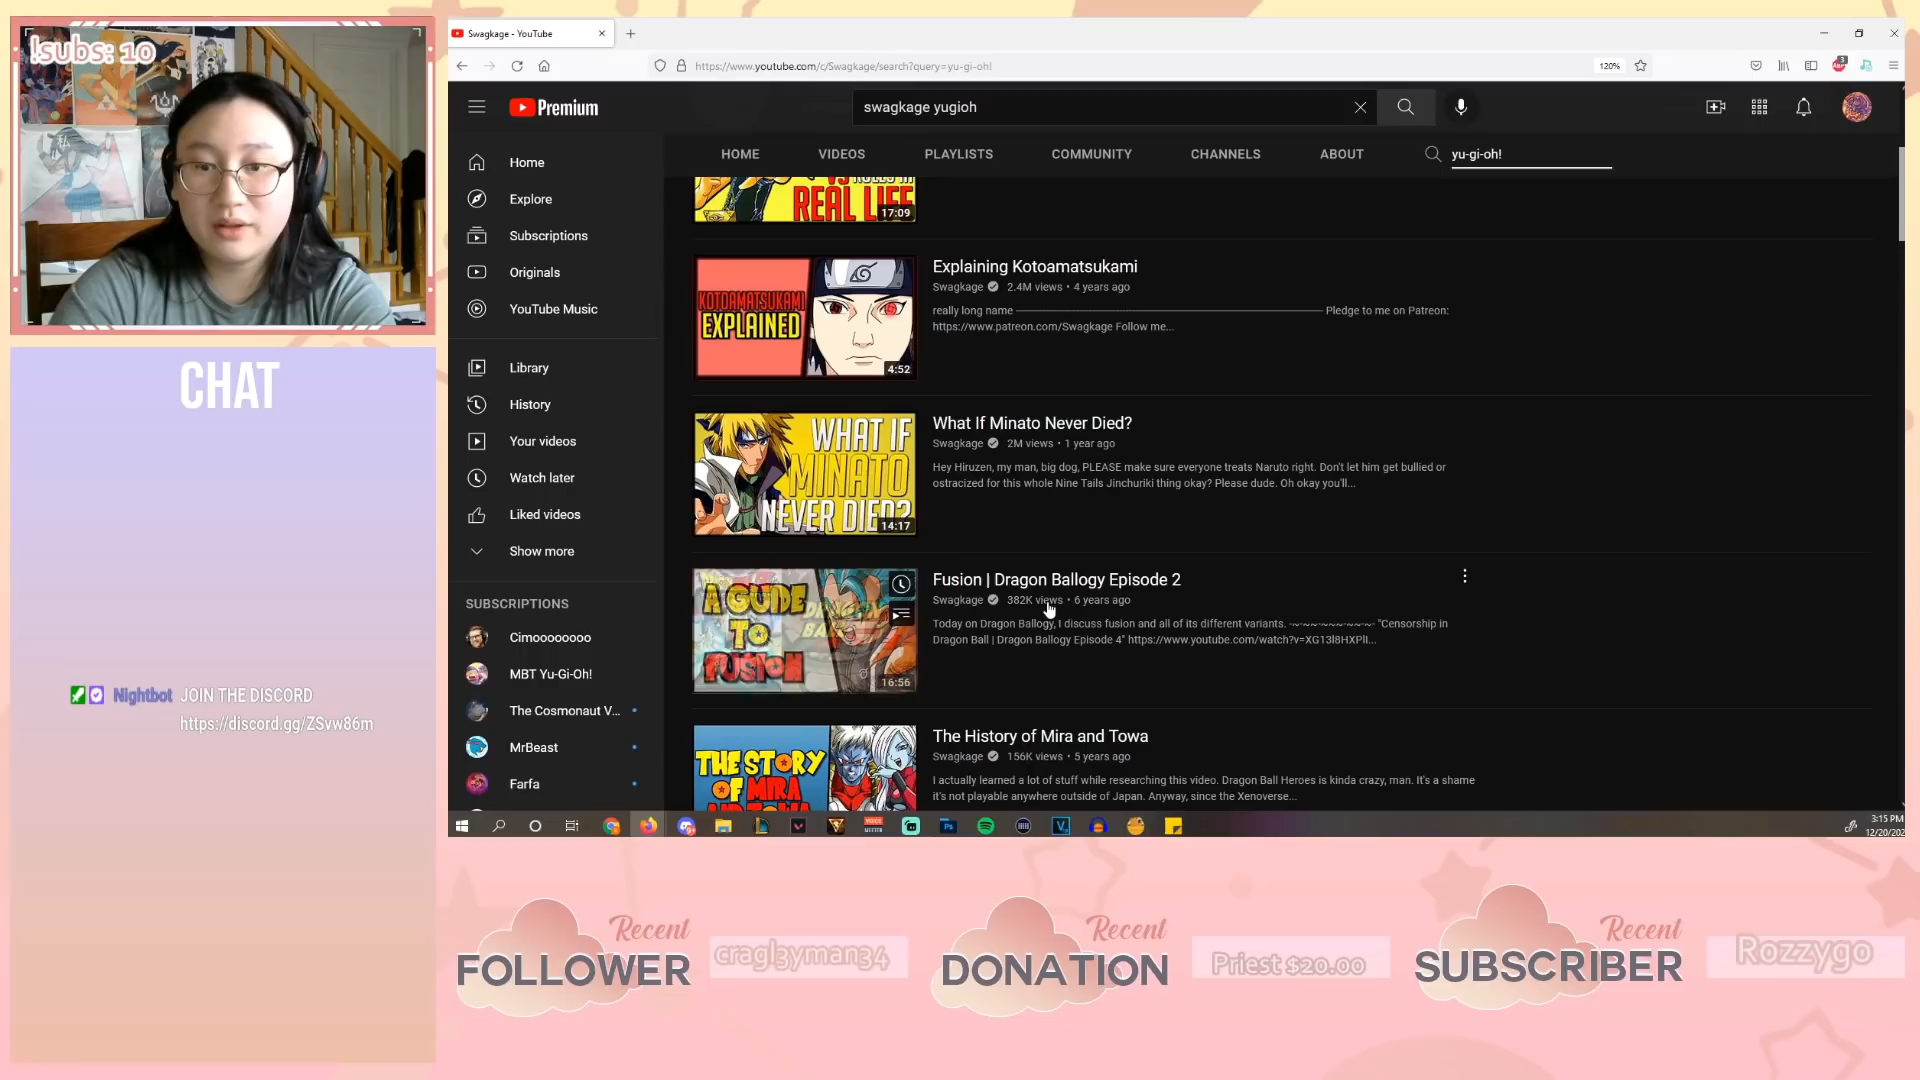 !subs: 10
CHAT
Nightbot JOIN THE DISCORD
https://discord.gg/ZSvw86m
Swagkage - YouTube
https://www.youtube.com/c/Swagkage/search?query=yu-gi-oh!
120%
3
Premium
swagkage yugioh
HOME
VIDEOS
PLAYLISTS
COMMUNITY
CHANNELS
ABOUT
yu-gi-oh!
Home
Explore
Subscriptions
Originals
YouTube Music
Library
History
Your videos
Watch later
Liked videos
Show more
SUBSCRIPTIONS
Cimoooooooo
MBT Yu-Gi-Oh!
The Cosmonaut V...
MrBeast
Farfa
REAL LIFE
17:09
KOTOAMATSUKAMI
EXPLAINED
4:52
Explaining Kotoamatsukami
Swagkage 2.4M views • 4 years ago
really long name ———————————————————————————— Pledge to me on Patreon:
https://www.patreon.com/Swagkage Follow me...
WHAT IF
MINATO
NEVER DIED?
14:17
What If Minato Never Died?
Swagkage 2M views • 1 year ago
Hey Hiruzen, my man, big dog, PLEASE make sure everyone treats Naruto right. Don't let him get bullied or
ostracized for this whole Nine Tails Jinchuriki thing okay? Please dude. Oh okay you'll...
A GUIDE
TO
FUSION
16:56
Fusion | Dragon Ballogy Episode 2
Swagkage 382K views • 6 years ago
Today on Dragon Ballogy, I discuss fusion and all of its different variants. -~-~~-~~~-~~-~- "Censorship in
Dragon Ball | Dragon Ballogy Episode 4" https://www.youtube.com/watch?v=XG13l8HXPlI...
THE STORY
OF MIRA
AND TOWA
The History of Mira and Towa
Swagkage 156K views • 5 years ago
I actually learned a lot of stuff while researching this video. Dragon Ball Heroes is kinda crazy, man. It's a shame
it's not playable anywhere outside of Japan. Anyway, since the Xenoverse...
VOICE
MEETER
Ps
V
3:15 PM
12/20/202
Recent
FOLLOWER
cragl3yman34
Recent
DONATION
Priest $20.00
Recent
SUBSCRIBER
Rozzygo